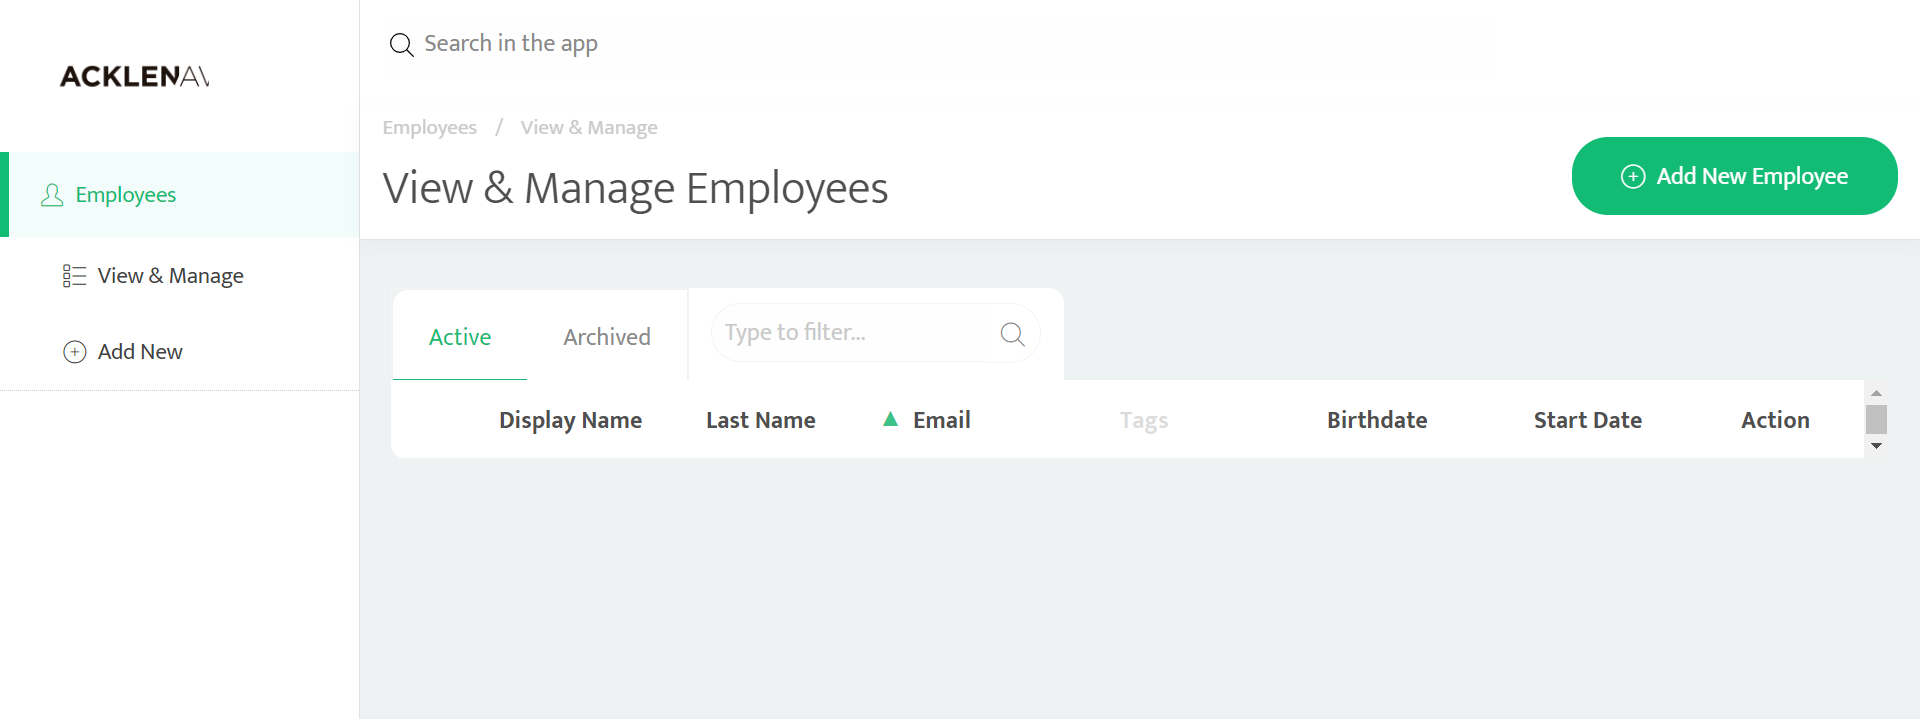 Search in the app
ACKLENAV
Employees / View & Manage
View & Manage Employees
Add New Employee
Employees
View & Manage
Add New
Active
Archived
Type to filter...
Display Name
Last Name
Email
Tags
Birthdate
Start Date
Action